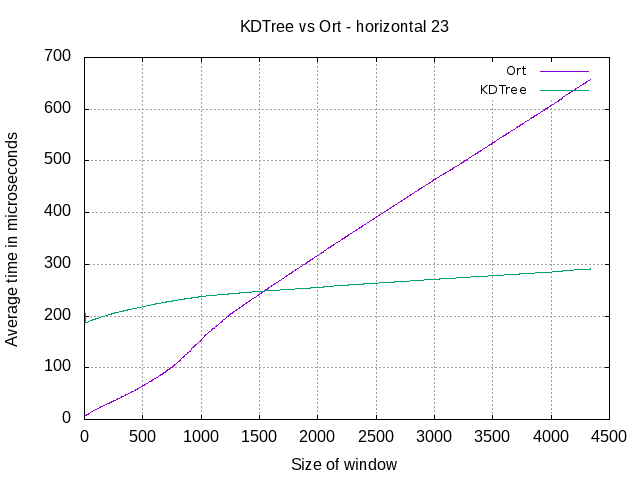 KDTree vs Ort - horizontal 23
Ort
KDTree
Average time in microseconds
700
600
500
400
300
200
100
0
0 500 1000 1500 2000 2500 3000 3500 4000 4500
Size of window